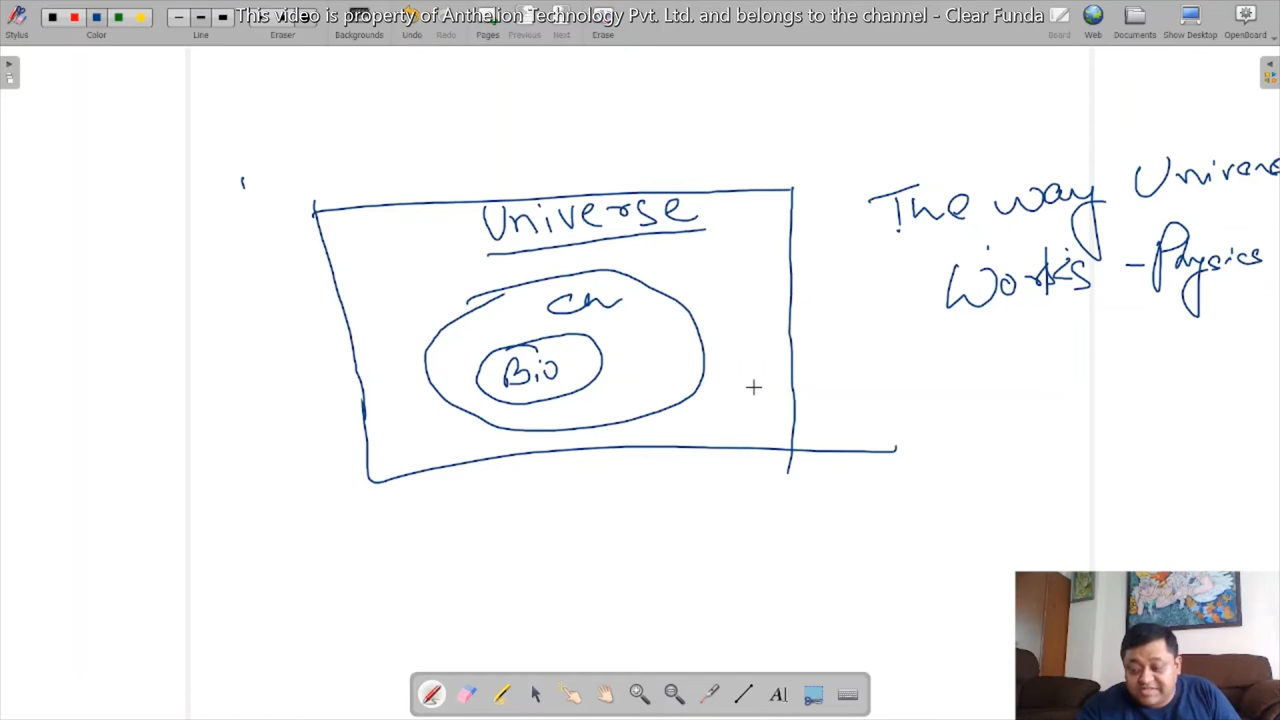 This video is property of Anthelion Technology Pvt. Ltd. and belongs to the channel - Clear Funda
Stylus
Color
Line
Eraser
Backgrounds
Undo
Redo
Pages
Previous
Next
Erase
Board
Web
Documents
Show Desktop
OpenBoard
Universe
Ch
Bio
The way
Works - Physics